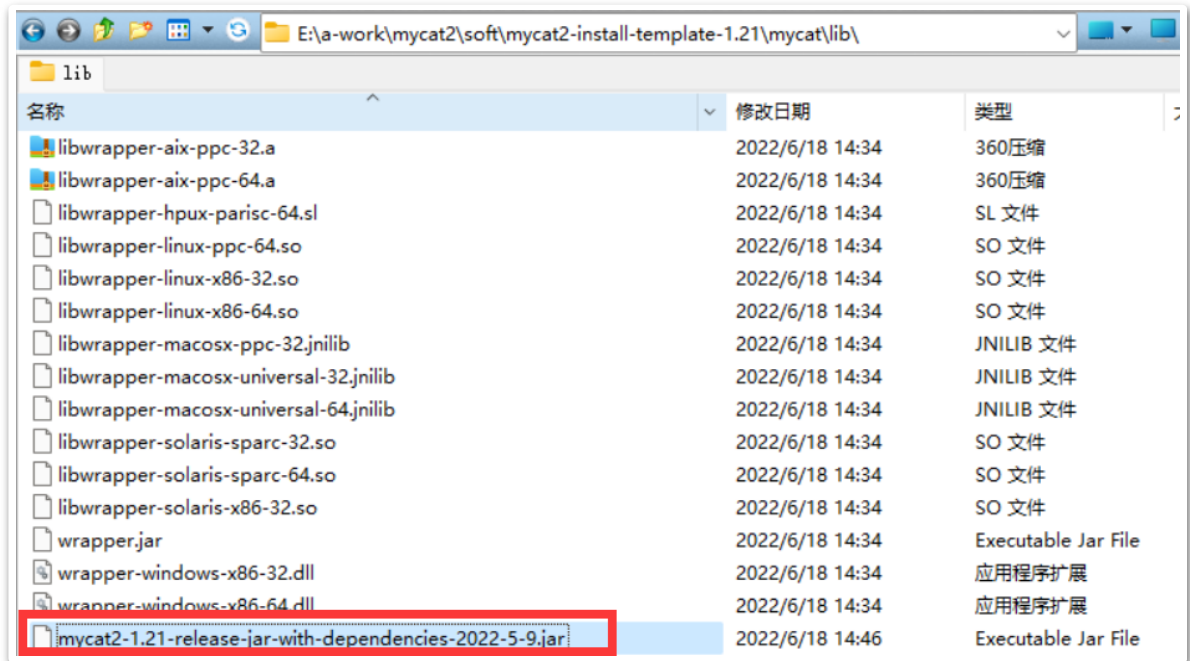 E:\a-work\mycat2\soft\mycat2-install-template-1.21\mycat\lib\
lib
名称 修改日期 类型
libwrapper-aix-ppc-32.a 2022/6/18 14:34 360压缩
libwrapper-aix-ppc-64.a 2022/6/18 14:34 360压缩
libwrapper-hpux-parisc-64.sl 2022/6/18 14:34 SL 文件
libwrapper-linux-ppc-64.so 2022/6/18 14:34 SO 文件
libwrapper-linux-x86-32.so 2022/6/18 14:34 SO 文件
libwrapper-linux-x86-64.so 2022/6/18 14:34 SO 文件
libwrapper-macosx-ppc-32.jnilib 2022/6/18 14:34 JNILIB 文件
libwrapper-macosx-universal-32.jnilib 2022/6/18 14:34 JNILIB 文件
libwrapper-macosx-universal-64.jnilib 2022/6/18 14:34 JNILIB 文件
libwrapper-solaris-sparc-32.so 2022/6/18 14:34 SO 文件
libwrapper-solaris-sparc-64.so 2022/6/18 14:34 SO 文件
libwrapper-solaris-x86-32.so 2022/6/18 14:34 SO 文件
wrapper.jar 2022/6/18 14:34 Executable Jar File
wrapper-windows-x86-32.dll 2022/6/18 14:34 应用程序扩展
wrapper-windows-x86-64.dll 2022/6/18 14:34 应用程序扩展
mycat2-1.21-release-jar-with-dependencies-2022-5-9.jar 2022/6/18 14:46 Executable Jar File